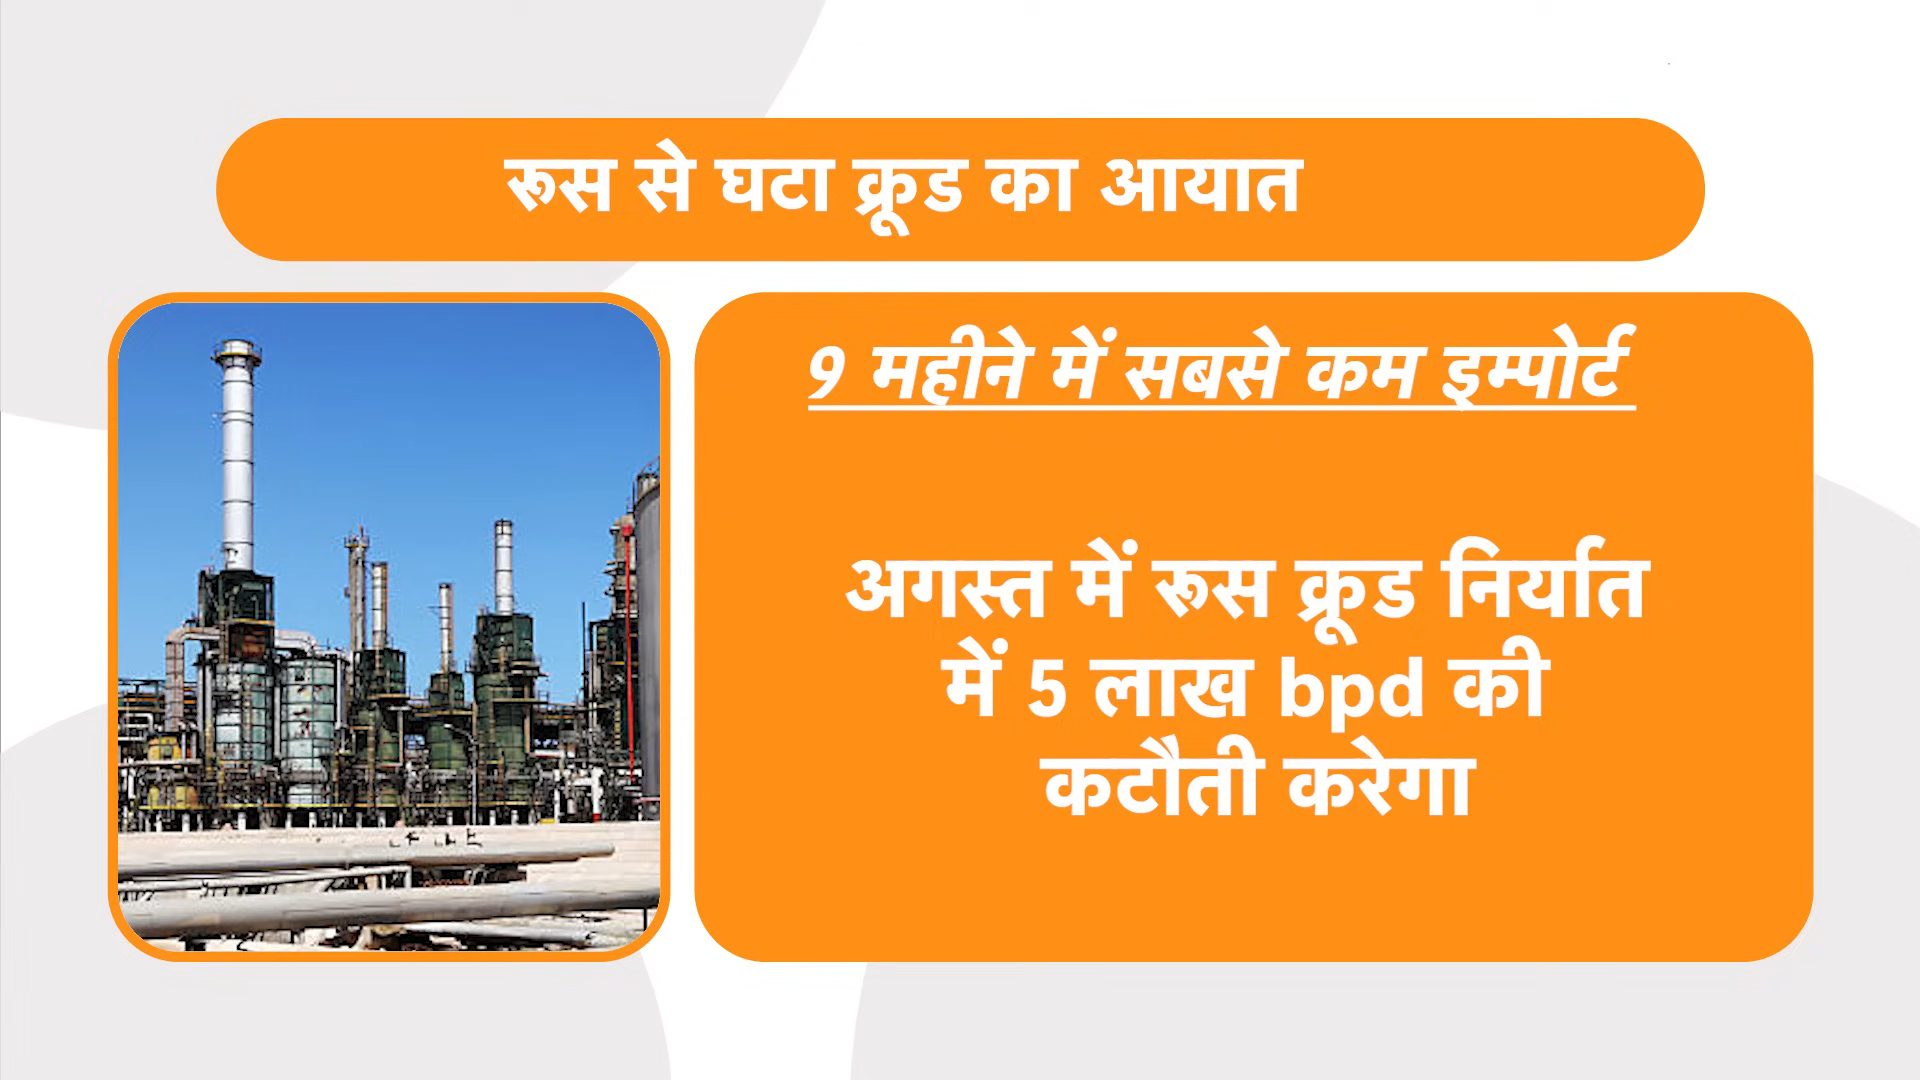 रूस से घटा क्रूड का आयात
9 महीने में सबसे कम इम्पोर्ट
अगस्त में रूस क्रूड निर्यात
में 5 लाख bpd की
कटौती करेगा